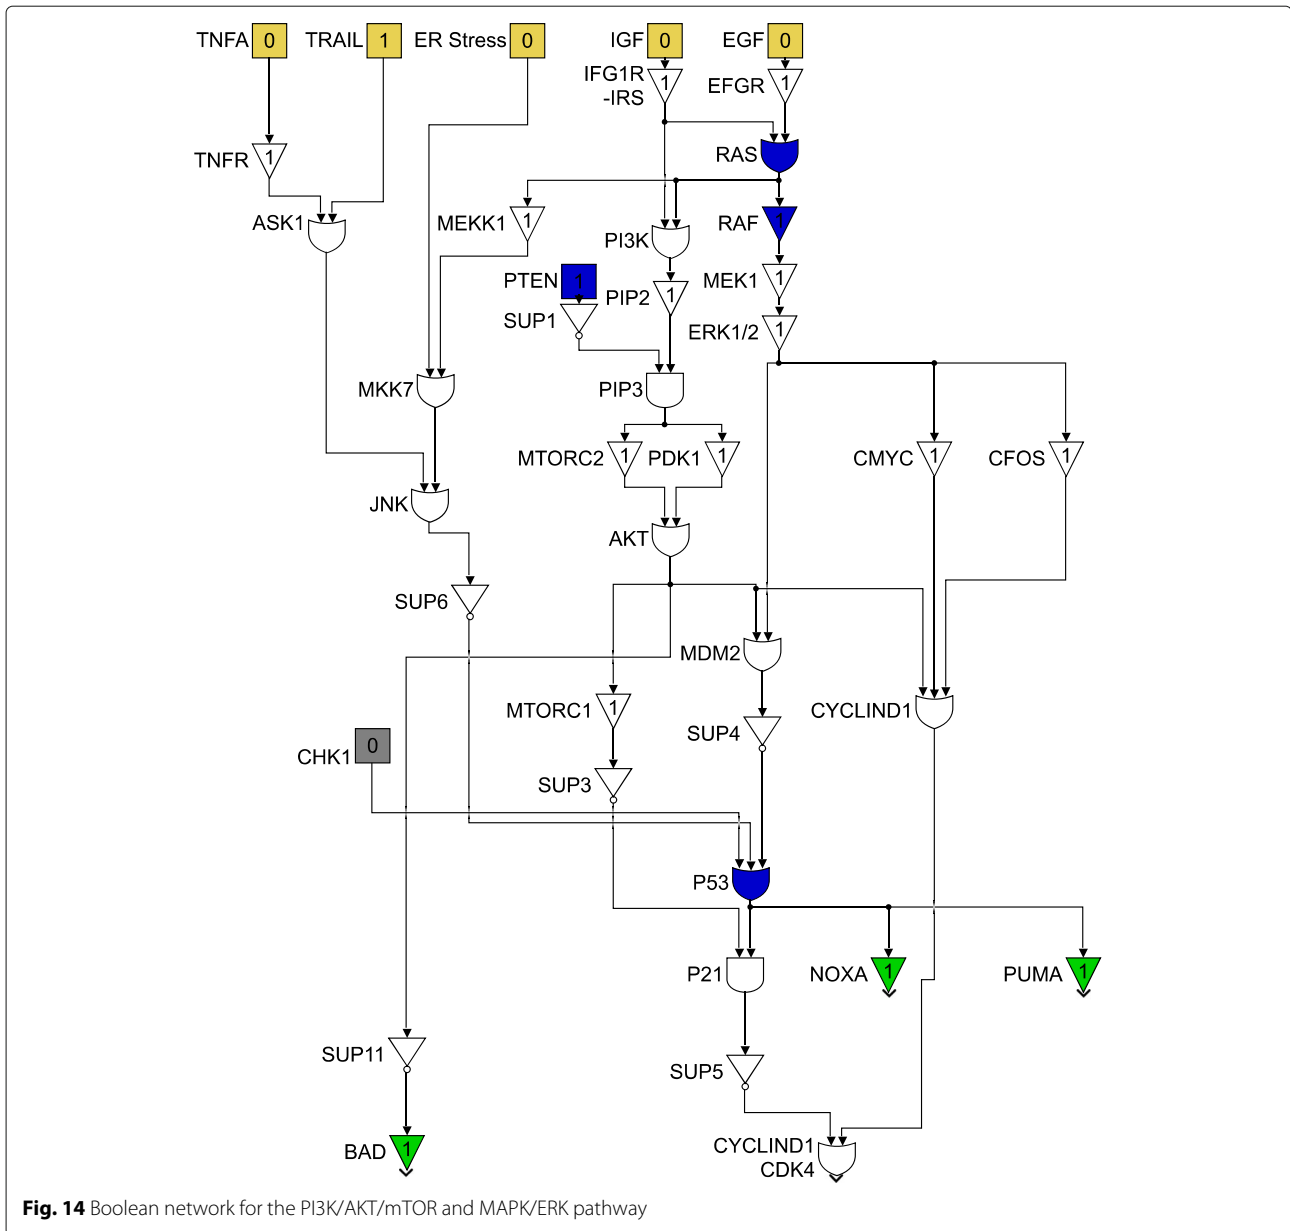 TNFA 0 TRAIL 1 ER Stress 0 IGF 0 EGF 0
IFG1R
-IRS 1 EFGR 1
TNFR 1
RAS
ASK1 MEKK1 1 PI3K RAF 1
PTEN 1 PIP2 1 MEK1 1
SUP1 ERK1/2 1
MKK7 PIP3
MTORC2 1 PDK1 1 CMYC 1 CFOS 1
JNK
AKT
SUP6
MDM2
MTORC1 1 SUP4 CYCLIND1
CHK1 0
SUP3
P53
P21 NOXA 1 PUMA 1
SUP11 SUP5
BAD 1 CYCLIND1
CDK4
Fig. 14 Boolean network for the PI3K/AKT/mTOR and MAPK/ERK pathway